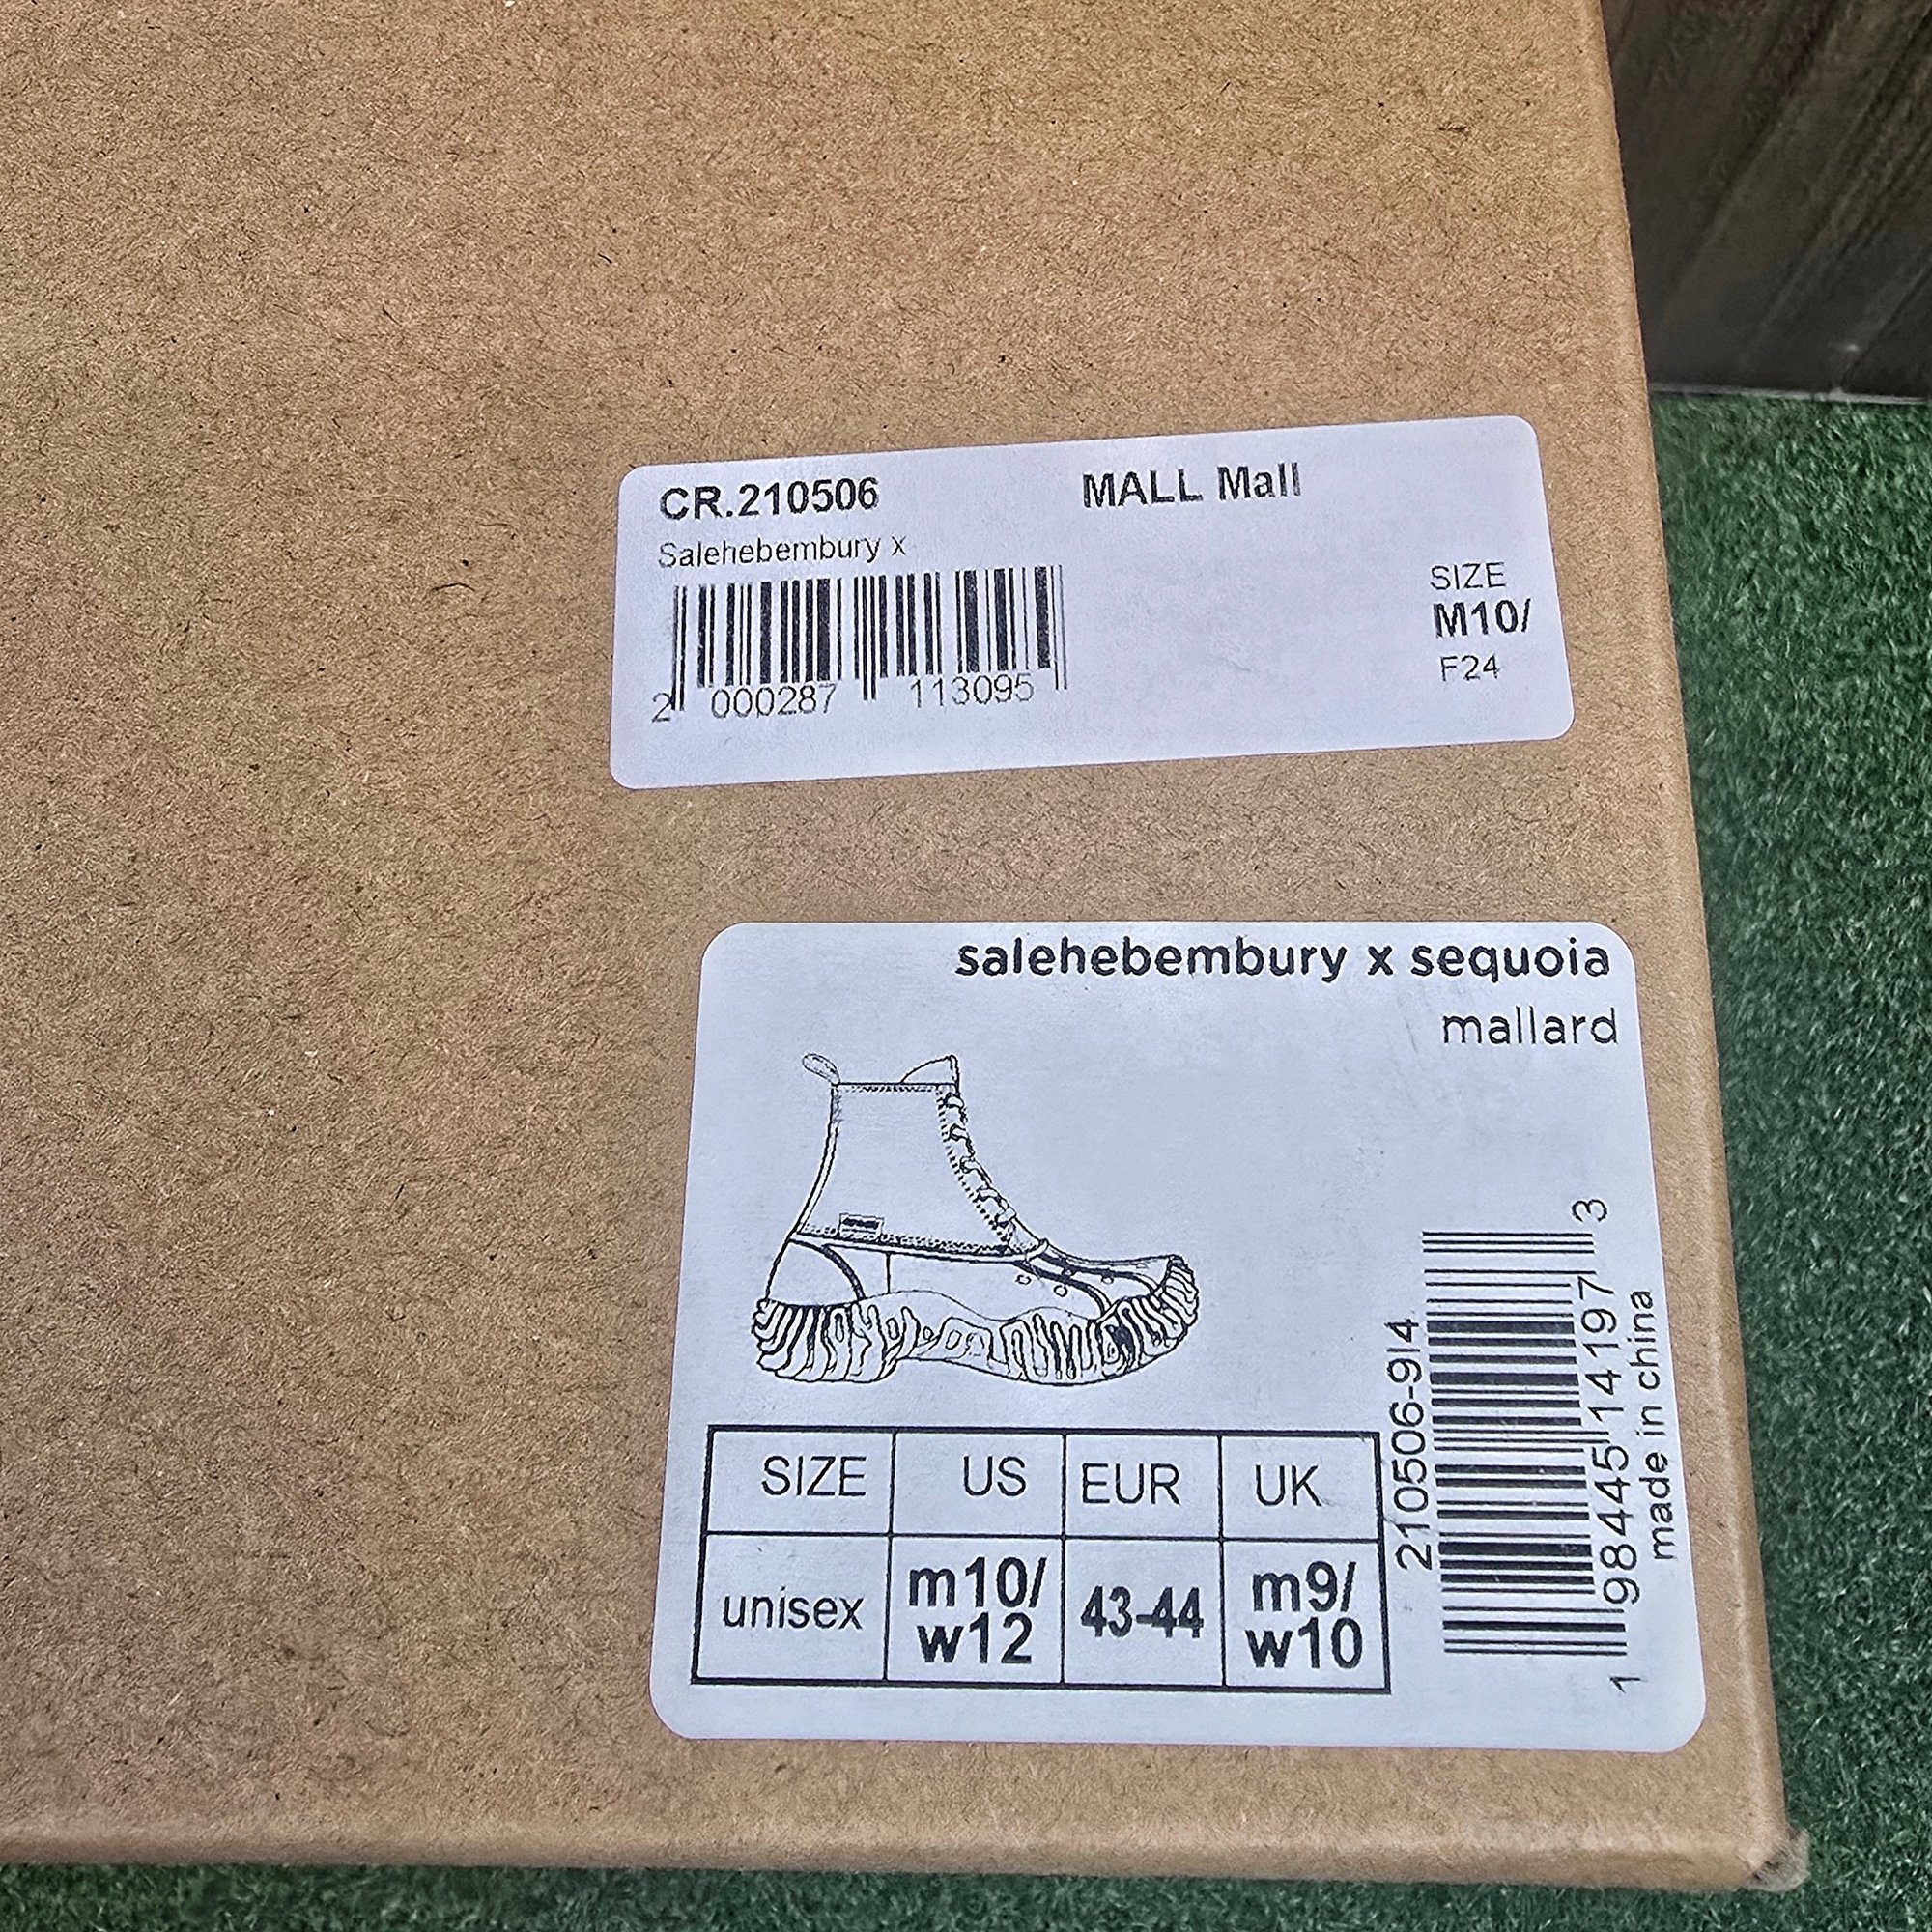 CR.210506 MALL Mall
Salehebembury x
SIZE
M10/
F24
2 000287 113095
salehebembury x sequoia
mallard
SIZE US EUR UK
unisex m10/ w12 43-44 m9/ w10
210506-9I4
1 98445 14197 3
made in china